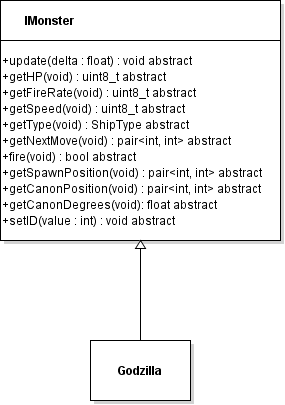 IMonster
+update(delta : float) : void abstract
+getHP(void) : uint8_t abstract
+getFireRate(void) : uint8_t abstract
+getSpeed(void) : uint8_t abstract
+getType(void) : ShipType abstract
+getNextMove(void) : pair<int, int> abstract
+fire(void) : bool abstract
+getSpawnPosition(void) : pair<int, int> abstract
+getCanonPosition(void) : pair<int, int> abstract
+getCanonDegrees(void): float abstract
+setID(value : int) : void abstract
Godzilla